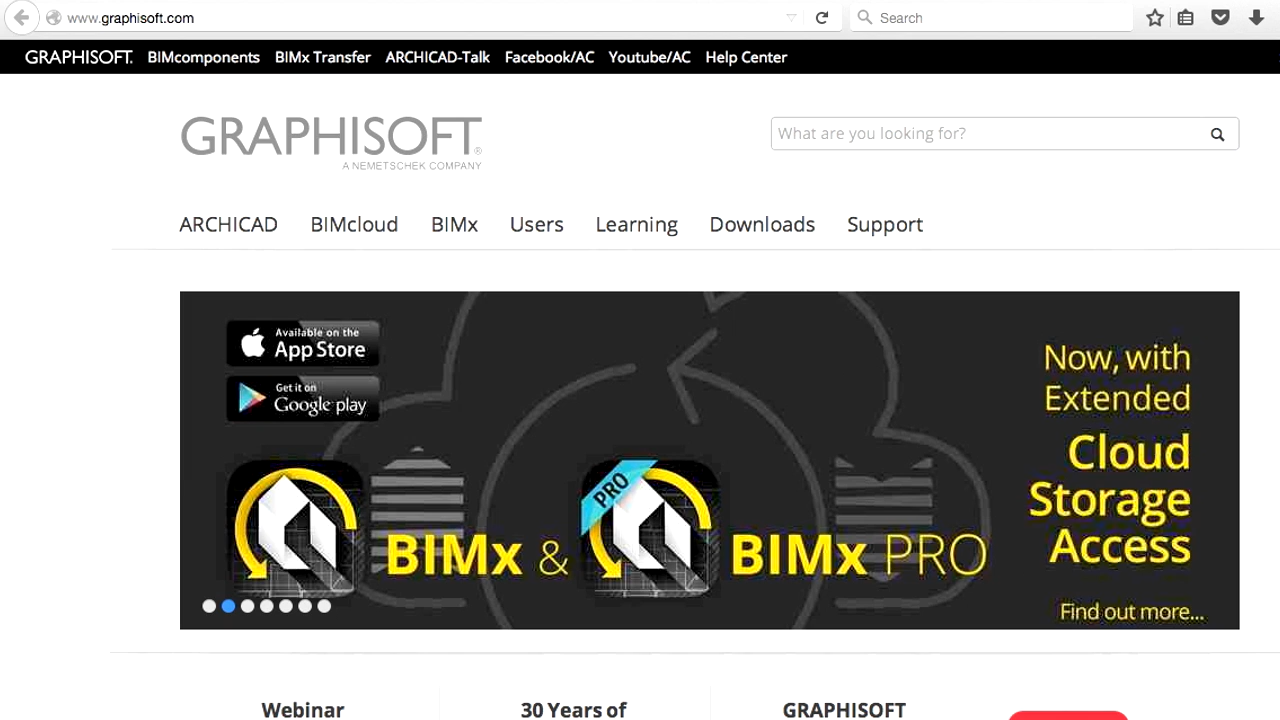 www.graphisoft.com
Search
GRAPHISOFT. BIMcomponents BIMx Transfer ARCHICAD-Talk Facebook/AC Youtube/AC Help Center
GRAPHISOFT®
A NEMETSCHEK COMPANY
What are you looking for?
ARCHICAD BIMcloud BIMx Users Learning Downloads Support
Available on the
App Store
Get it on
Google play
Now, with
Extended
Cloud
Storage
Access
PRO
BIMx & BIMx PRO
Find out more...
Webinar 30 Years of GRAPHISOFT